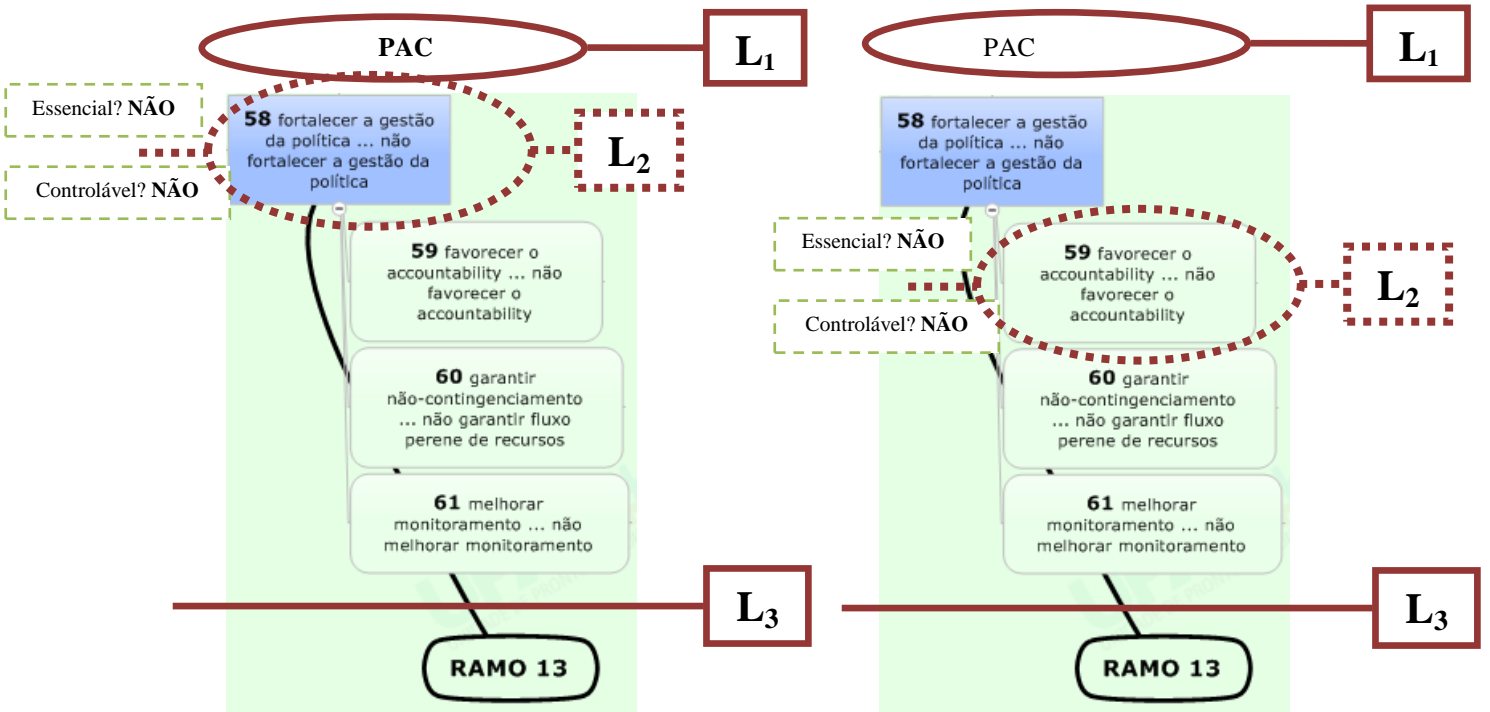 PAC
L₁
Essencial? NÃO
Controlável? NÃO
58 fortalecer a gestão
da política ... não
fortalecer a gestão da
política
L₂
59 favorecer o
accountability ... não
favorecer o
accountability
60 garantir
não-contingenciamento
... não garantir fluxo
perene de recursos
61 melhorar
monitoramento ... não
melhorar monitoramento
L₃
RAMO 13
PAC
L₁
58 fortalecer a gestão
da política ... não
fortalecer a gestão da
política
Essencial? NÃO
Controlável? NÃO
59 favorecer o
accountability ... não
favorecer o
accountability
L₂
60 garantir
não-contingenciamento
... não garantir fluxo
perene de recursos
61 melhorar
monitoramento ... não
melhorar monitoramento
L₃
RAMO 13